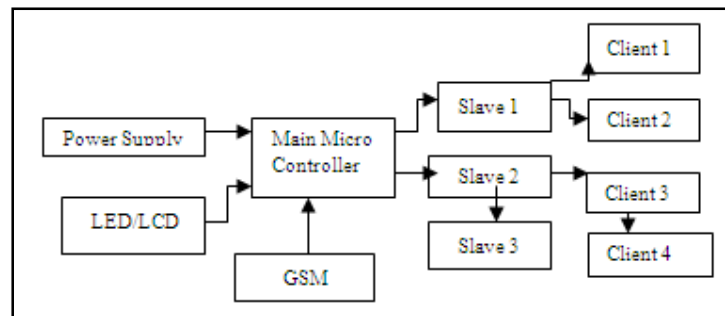 Client 1
Slave 1
Client 2
Power Supply
Main Micro
Controller
Slave 2
Client 3
LED/LCD
Slave 3
Client 4
GSM